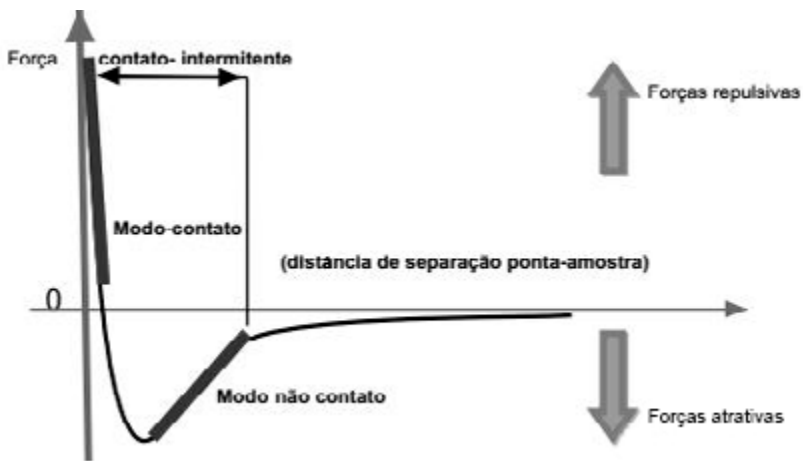 Força
contato- intermitente
Forças repulsivas
Modo-contato
(distância de separação ponta-amostra)
0
Modo não contato
Forças atrativas